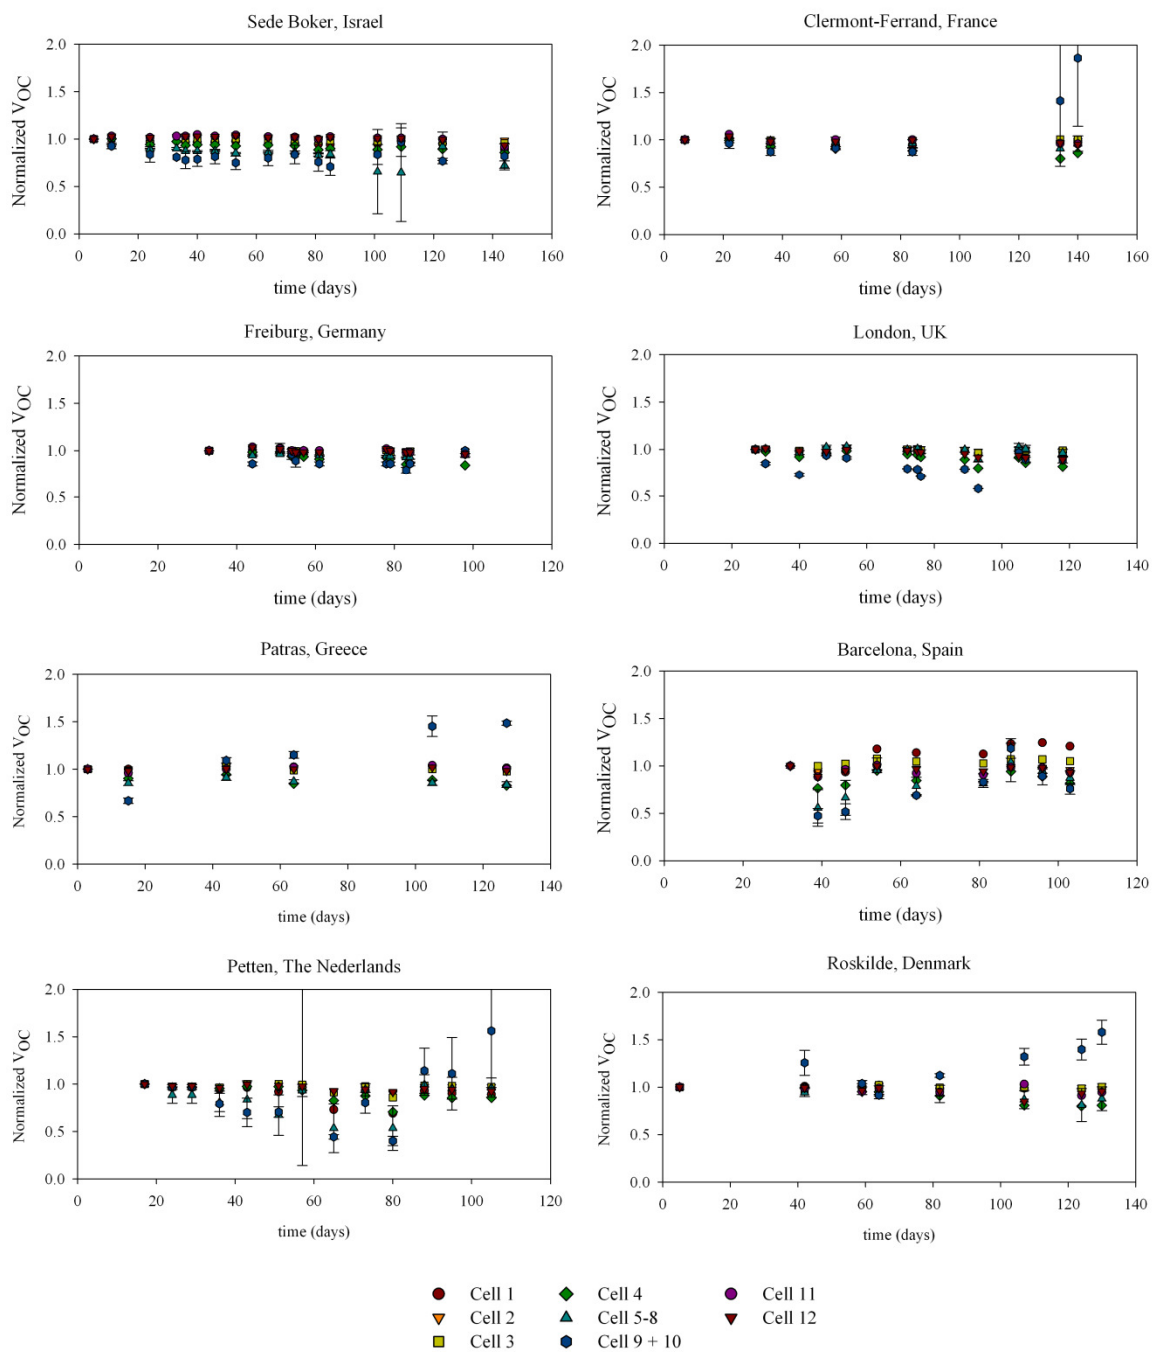 Sede Boker, Israel
Clermont-Ferrand, France
2.0
1.5
1.0
0.5
0.0
Normalized VOC
0 20 40 60 80 100 120 140 160
time (days)
2.0
1.5
1.0
0.5
0.0
Normalized VOC
0 20 40 60 80 100 120 140 160
time (days)
Freiburg, Germany
London, UK
2.0
1.5
1.0
0.5
0.0
Normalized VOC
0 20 40 60 80 100 120
time (days)
2.0
1.5
1.0
0.5
0.0
Normalized VOC
0 20 40 60 80 100 120 140
time (days)
Patras, Greece
Barcelona, Spain
2.0
1.5
1.0
0.5
0.0
Normalized VOC
0 20 40 60 80 100 120 140
time (days)
2.0
1.5
1.0
0.5
0.0
Normalized VOC
0 20 40 60 80 100 120
time (days)
Petten, The Nederlands
Roskilde, Denmark
2.0
1.5
1.0
0.5
0.0
Normalized VOC
0 20 40 60 80 100 120
time (days)
2.0
1.5
1.0
0.5
0.0
Normalized VOC
0 20 40 60 80 100 120 140
time (days)
Cell 1 Cell 4 Cell 11
Cell 2 Cell 5-8 Cell 12
Cell 3 Cell 9 + 10